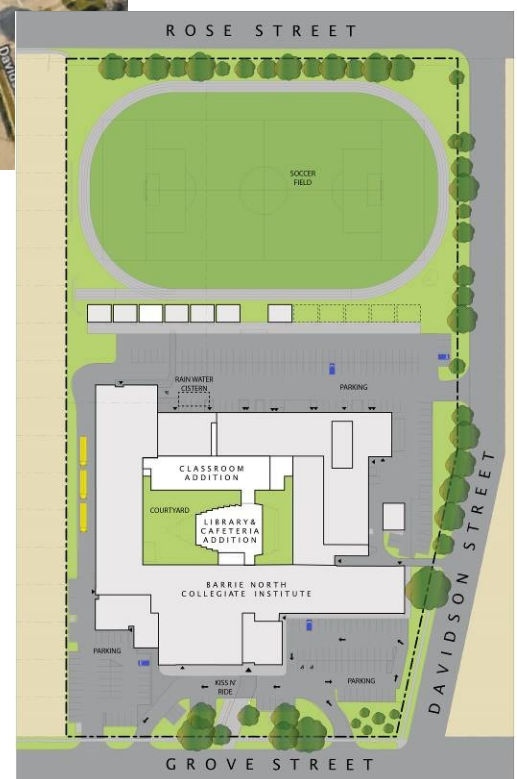 ROSE STREET
David
SOCCER
FIELD
RAIN WATER
CISTERN
PARKING
CLASSROOM
ADDITION
COURTYARD
LIBRARY &
CAFETERIA
ADDITION
BARRIE NORTH
COLLEGIATE INSTITUTE
DAVIDSON STREET
PARKING
KISS N'
RIDE
PARKING
GROVE STREET